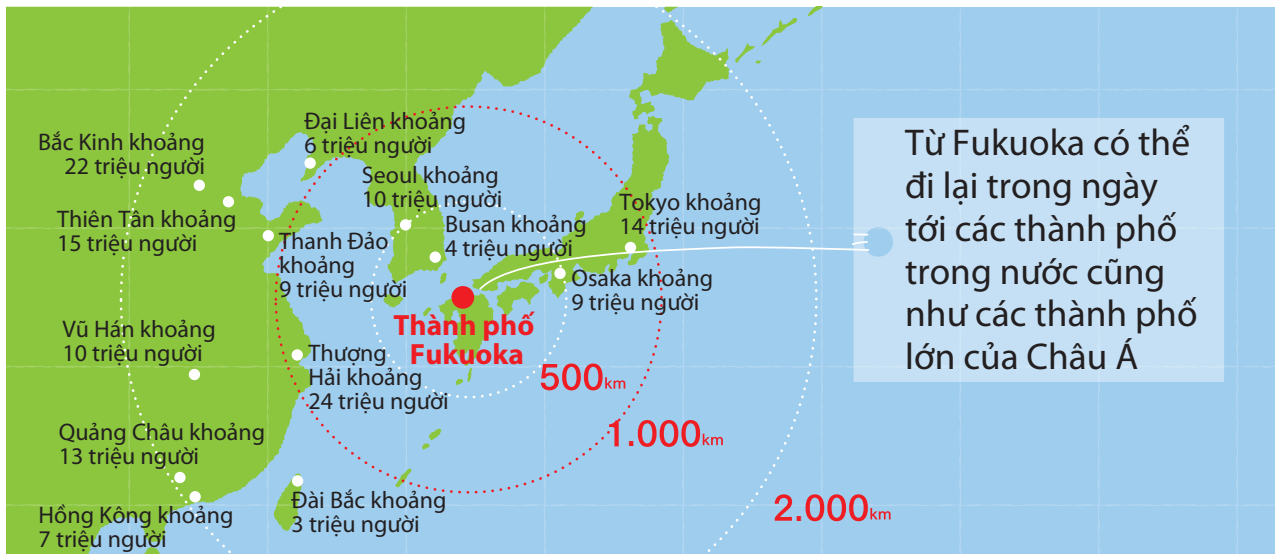 Bắc Kinh khoảng
22 triệu người
Đại Liên khoảng
6 triệu người
Seoul khoảng
10 triệu người
Busan khoảng
4 triệu người
Tokyo khoảng
14 triệu người
Thiên Tân khoảng
15 triệu người
Thanh Đảo
khoảng
9 triệu người
Osaka khoảng
9 triệu người
Thành phố
Fukuoka
Vũ Hán khoảng
10 triệu người
Thượng
Hải khoảng
24 triệu người
500km
1.000km
2.000km
Quảng Châu khoảng
13 triệu người
Hồng Kông khoảng
7 triệu người
Đài Bắc khoảng
3 triệu người
Từ Fukuoka có thể
đi lại trong ngày
tới các thành phố
trong nước cũng
như các thành phố
lớn của Châu Á